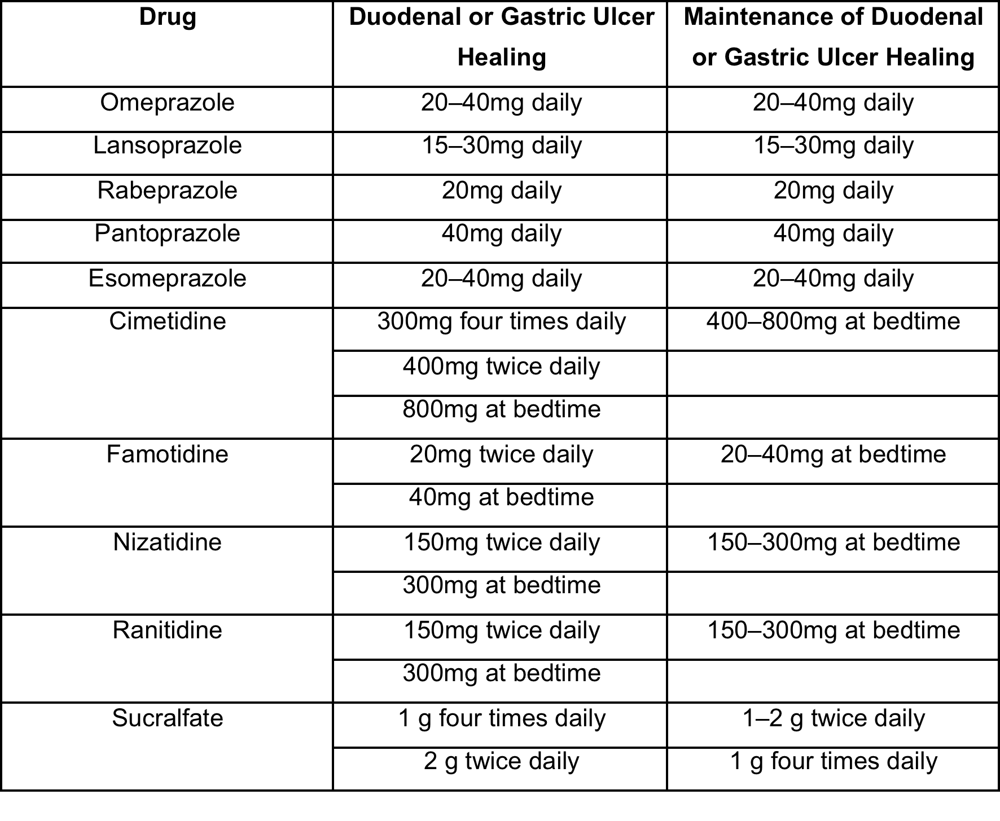 Drug
Duodenal or Gastric Ulcer
Healing
Maintenance of Duodenal
or Gastric Ulcer Healing
Omeprazole
20–40mg daily
20–40mg daily
Lansoprazole
15–30mg daily
15–30mg daily
Rabeprazole
20mg daily
20mg daily
Pantoprazole
40mg daily
40mg daily
Esomeprazole
20–40mg daily
20–40mg daily
Cimetidine
300mg four times daily
400–800mg at bedtime
400mg twice daily
800mg at bedtime
Famotidine
20mg twice daily
20–40mg at bedtime
40mg at bedtime
Nizatidine
150mg twice daily
150–300mg at bedtime
300mg at bedtime
Ranitidine
150mg twice daily
150–300mg at bedtime
300mg at bedtime
Sucralfate
1 g four times daily
1–2 g twice daily
2 g twice daily
1 g four times daily